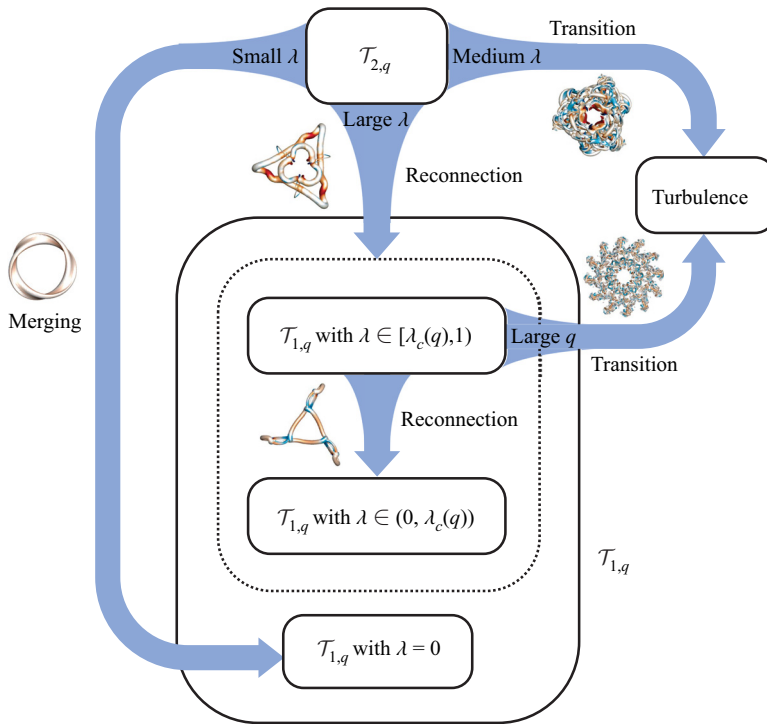 Transition
Small λ
𝒯2,q
Medium λ
Large λ
Reconnection
Turbulence
Merging
𝒯1,q with λ ∈ [λc(q),1)
Large q
Transition
Reconnection
𝒯1,q with λ ∈ (0, λc(q))
𝒯1,q
𝒯1,q with λ = 0